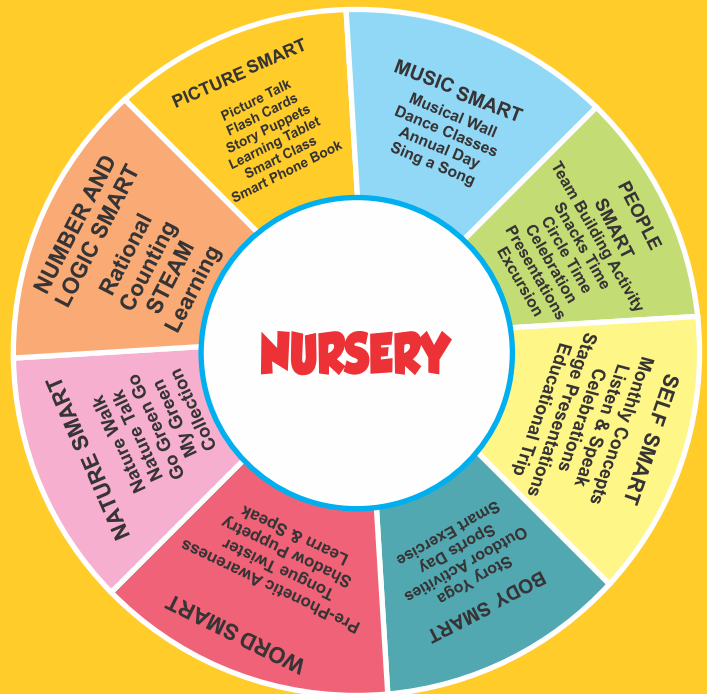 PICTURE SMART
Picture Talk
Flash Cards
Story Puppets
Learning Tablet
Smart Class
Smart Phone Book
MUSIC SMART
Musical Wall
Dance Classes
Annual Day
Sing a Song
PEOPLE
SMART
Team Building Activity
Snacks Time
Circle Time
Celebration
Presentations
Excursion
SELF SMART
Monthly Concepts
Listen & Speak
Celebrations
Stage Presentations
Educational Trip
BODY SMART
Story Yoga
Outdoor Activities
Sports Day
Smart Exercise
WORD SMART
Pre-Phonetic Awareness
Tongue Twister
Shadow Puppetry
Learn & Speak
NATURE SMART
Nature Walk
Nature Talk
Go Green Go
My Green
Collection
NUMBER AND
LOGIC SMART
Rational
Counting
STEAM
Learning
NURSERY